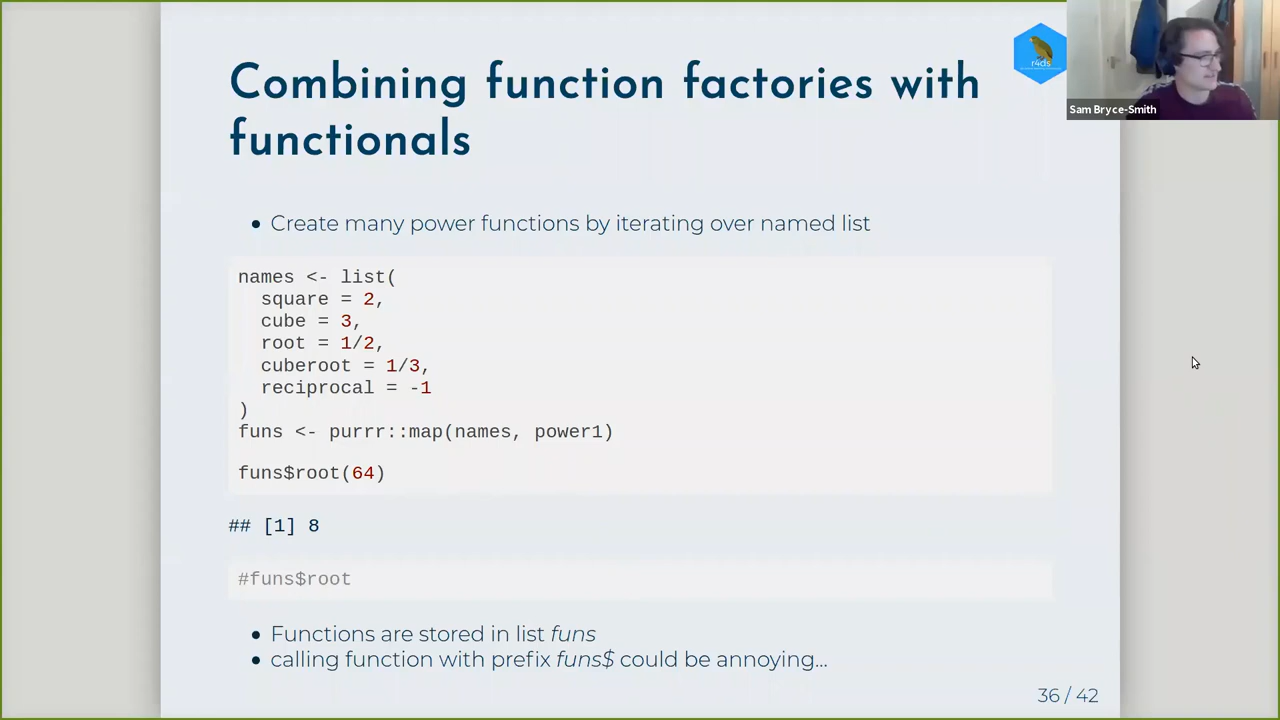 Combining function factories with
functionals
r4ds
Sam Bryce-Smith
• Create many power functions by iterating over named list
names <- list(
  square = 2,
  cube = 3,
  root = 1/2,
  cuberoot = 1/3,
  reciprocal = -1
)
funs <- purrr::map(names, power1)
funs$root(64)
## [1] 8
#funs$root
• Functions are stored in list funs
• calling function with prefix funs$ could be annoying...
36 / 42